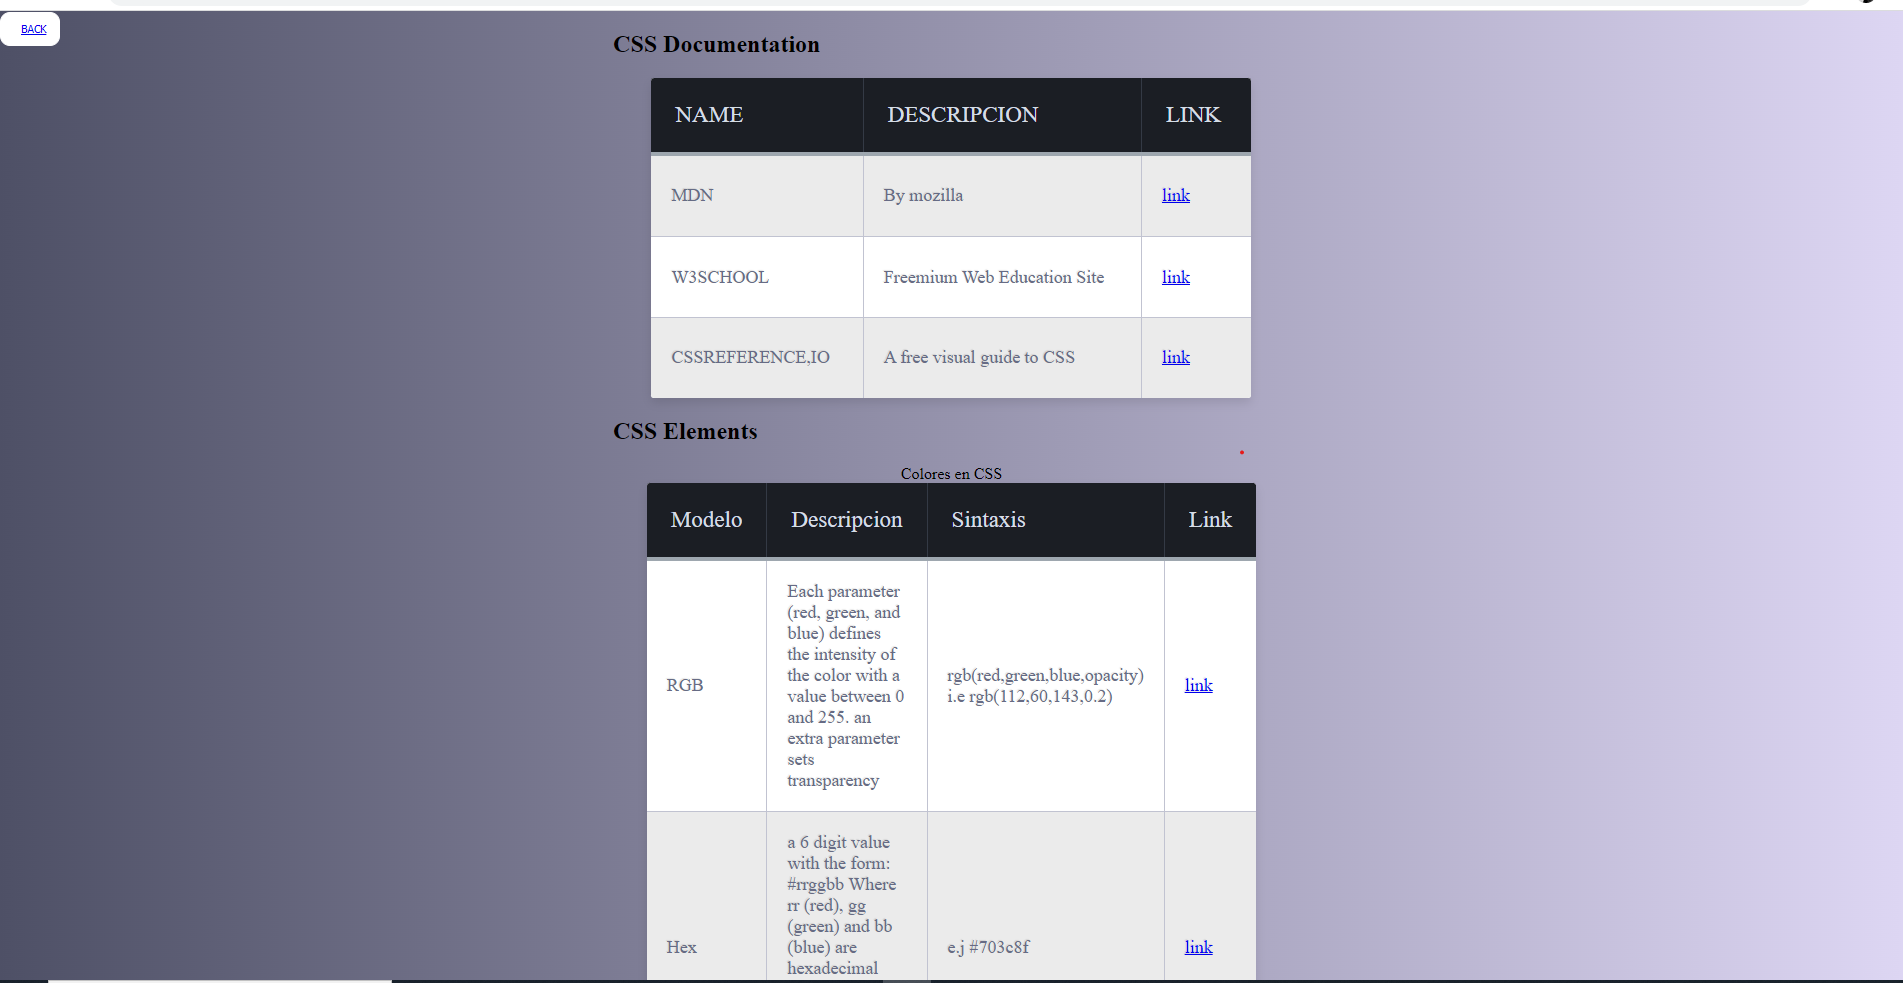 BACK
CSS Documentation
NAME DESCRIPCION LINK
MDN By mozilla link
W3SCHOOL Freemium Web Education Site link
CSSREFERENCE,IO A free visual guide to CSS link
CSS Elements
Colores en CSS
Modelo Descripcion Sintaxis Link
RGB
Each parameter
(red, green, and
blue) defines
the intensity of
the color with a
value between 0
and 255. an
extra parameter
sets
transparency
rgb(red,green,blue,opacity)
i.e rgb(112,60,143,0.2)
link
Hex
a 6 digit value
with the form:
#rrggbb Where
rr (red), gg
(green) and bb
(blue) are
hexadecimal
e.j #703c8f
link